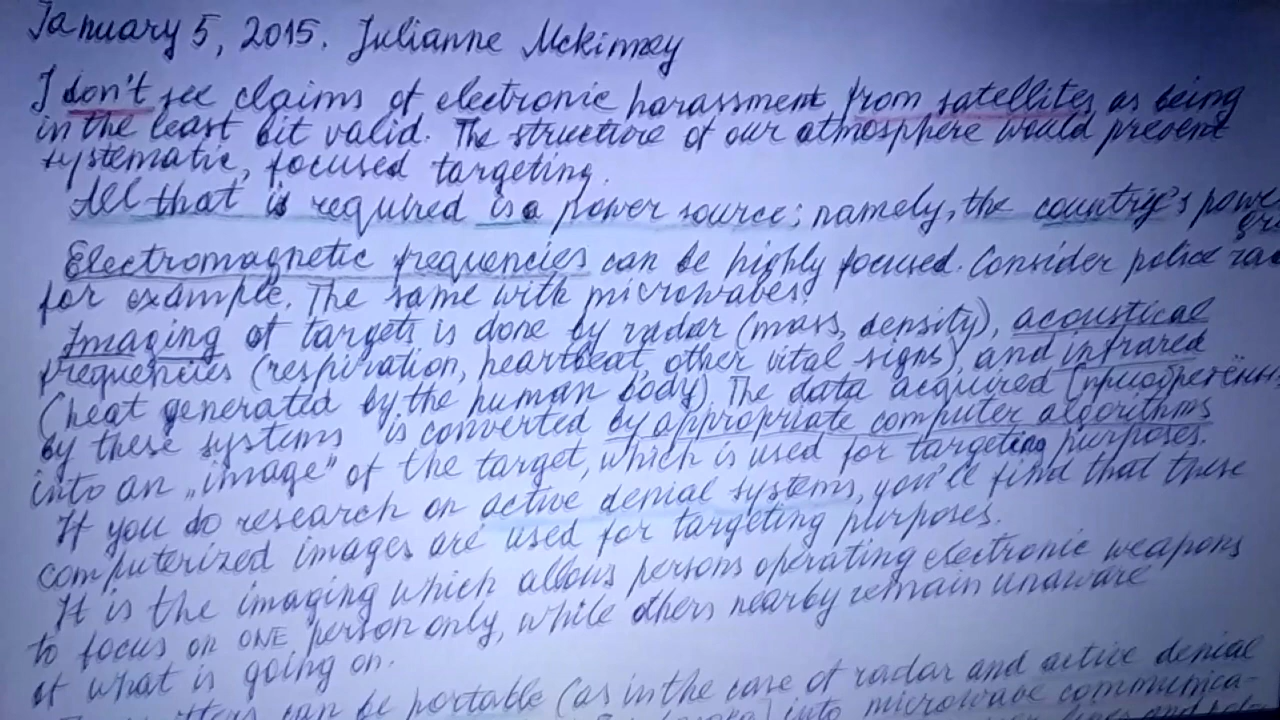 January 5, 2015. Julianne McKinney
I don't see claims of electronic harassment from satellites as being
in the least bit valid. The structure of our atmosphere would prevent
systematic, focused targeting.
All that is required is a power source; namely, the country's power
Electromagnetic frequencies can be highly focused. Consider police
for example. The same with microwaves.
Imaging of targets is done by radar (mass, density), acoustical
frequencies (respiration, heartbeat, other vital signs), and infrared
(heat generated by the human body). The data acquired
by these systems is converted by appropriate computer algorithms
into an „image" of the target, which is used for targeting purposes.
If you do research on active denial systems, you'll find that these
computerized images are used for targeting purposes.
It is the imaging which allows persons operating electronic weapons
to focus on ONE person only, while others nearby remain unaware
of what is going on.
can be portable (as in the case of radar and active denial
into microwave communica-